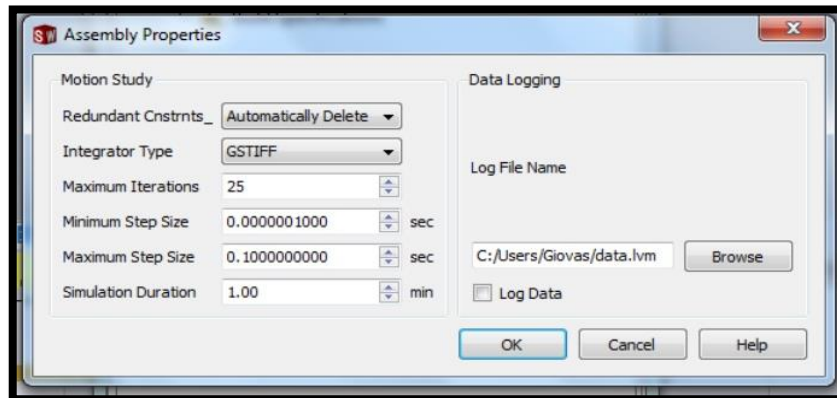 SW Assembly Properties
Motion Study
Redundant Cnstrnts_ Automatically Delete
Integrator Type GSTIFF
Maximum Iterations 25
Minimum Step Size 0.0000001000 sec
Maximum Step Size 0.1000000000 sec
Simulation Duration 1.00 min
Data Logging
Log File Name
C:/Users/Giovas/data.lvm Browse
Log Data
OK Cancel Help